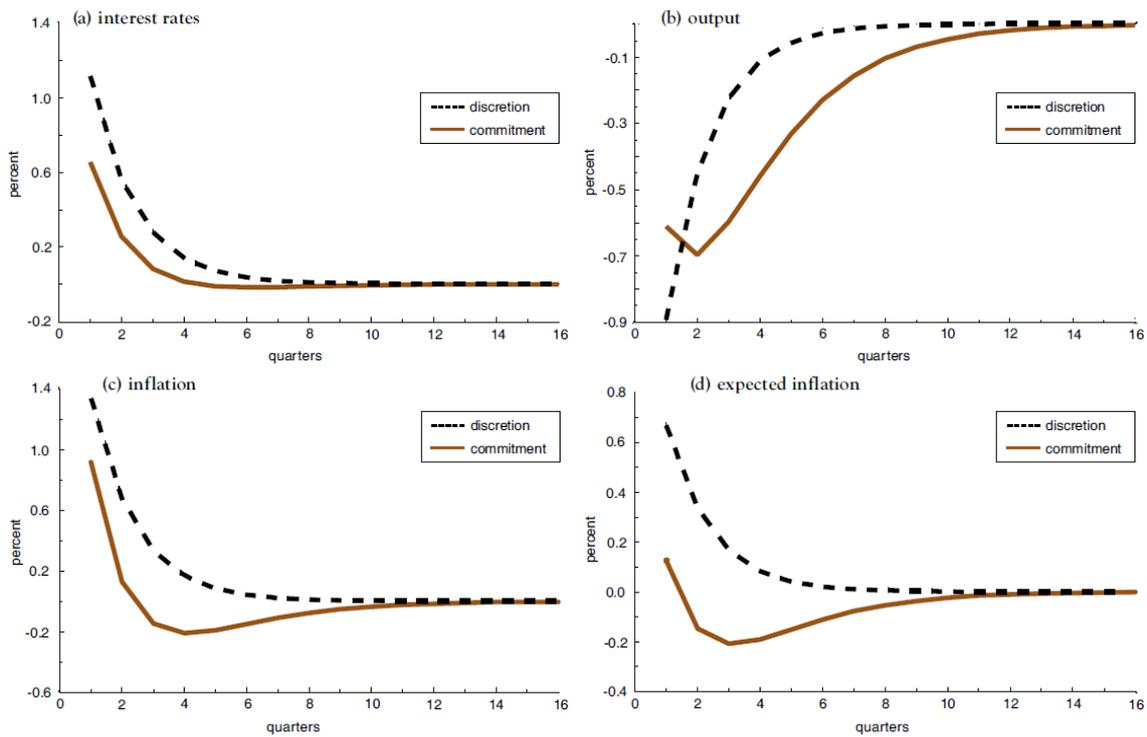 (a) interest rates
1.4
1.0
0.6
0.2
-0.2
percent
discretion
commitment
0 2 4 6 8 10 12 14 16
quarters
(b) output
-0.1
-0.3
-0.5
-0.7
-0.9
percent
discretion
commitment
0 2 4 6 8 10 12 14 16
quarters
(c) inflation
1.4
1.0
0.6
0.2
-0.2
-0.6
percent
discretion
commitment
0 2 4 6 8 10 12 14 16
quarters
(d) expected inflation
0.8
0.6
0.4
0.2
0.0
-0.2
-0.4
percent
discretion
commitment
0 2 4 6 8 10 12 14 16
quarters